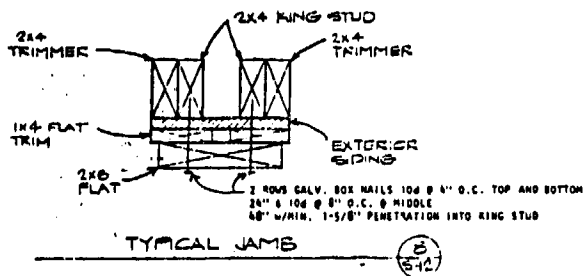 2x4 KING STUD
2x4
TRIMMER
2x4
TRIMMER
1x4 FLAT
TRIM
EXTERIOR
SIDING
2x8
FLAT
2 ROWS GALV. BOX NAILS 10d @ 4" O.C. TOP AND BOTTOM
24" & 10d @ 8" O.C. @ MIDDLE
48" w/MIN. 1-5/8" PENETRATION INTO KING STUD
TYPICAL JAMB